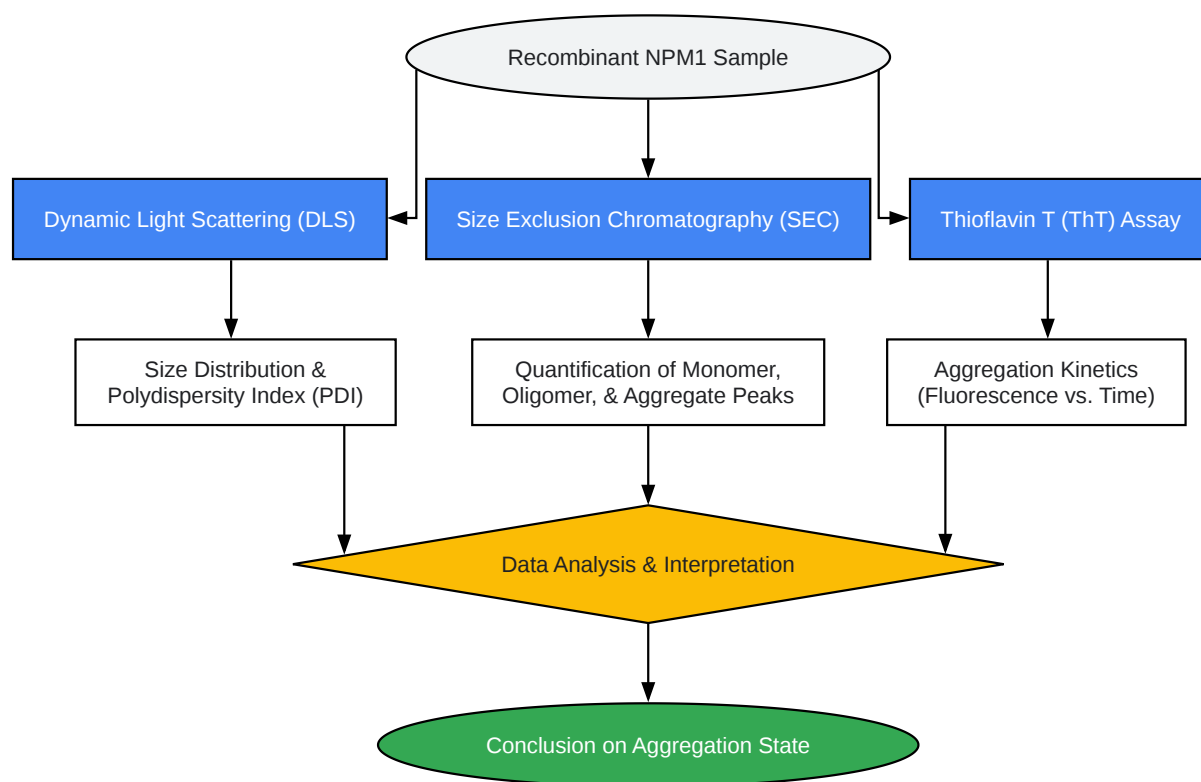 Recombinant NPM1 Sample
Dynamic Light Scattering (DLS)
Size Exclusion Chromatography (SEC)
Thioflavin T (ThT) Assay
Size Distribution &
Polydispersity Index (PDI)
Quantification of Monomer,
Oligomer, & Aggregate Peaks
Aggregation Kinetics
(Fluorescence vs. Time)
Data Analysis & Interpretation
Conclusion on Aggregation State